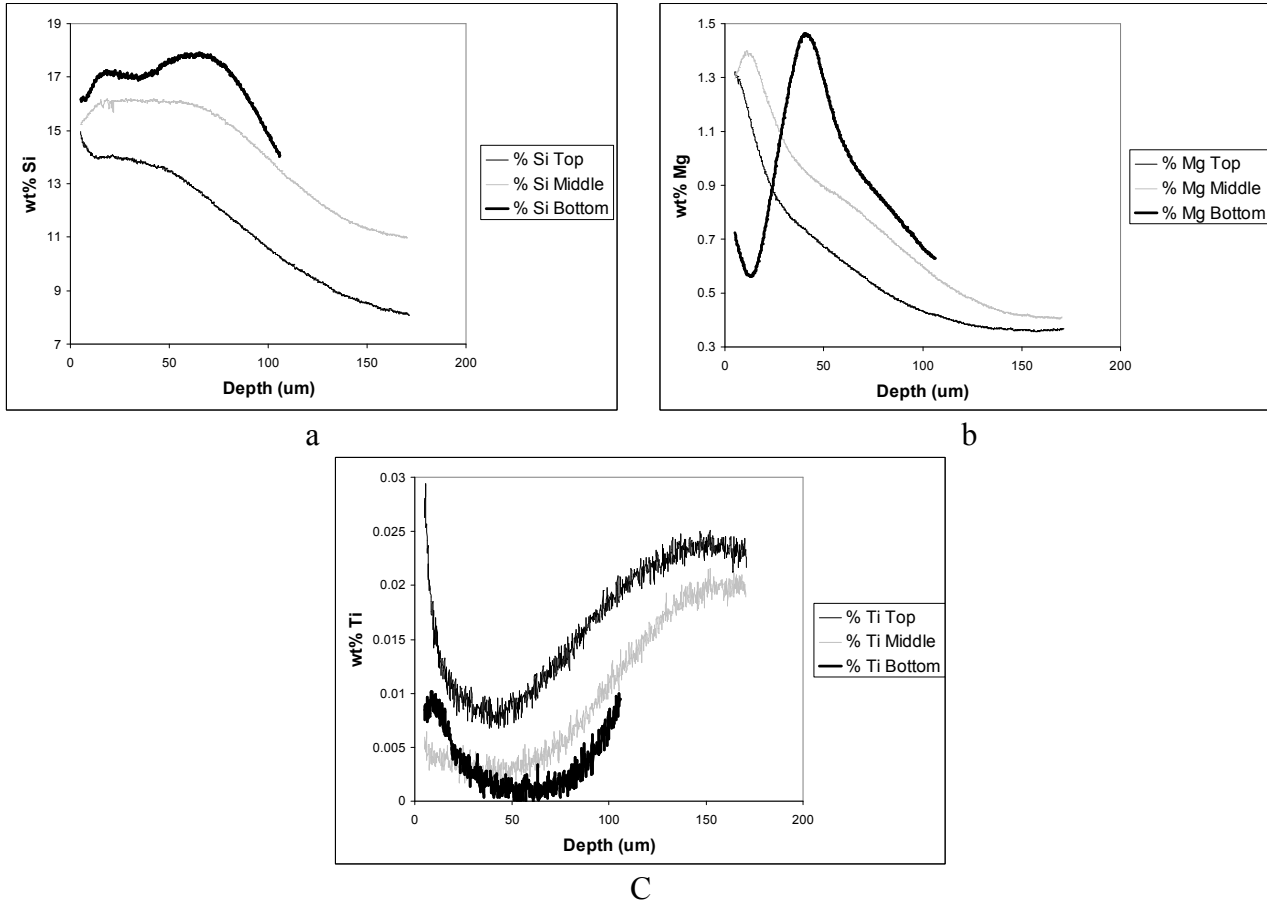 19
17
15
13
11
9
7
wt% Si
0
50
100
150
200
Depth (um)
% Si Top
% Si Middle
% Si Bottom
a
1.5
1.3
1.1
0.9
0.7
0.5
0.3
wt% Mg
0
50
100
150
200
Depth (um)
% Mg Top
% Mg Middle
% Mg Bottom
b
0.03
0.025
0.02
0.015
0.01
0.005
0
wt% Ti
0
50
100
150
200
Depth (um)
% Ti Top
% Ti Middle
% Ti Bottom
C